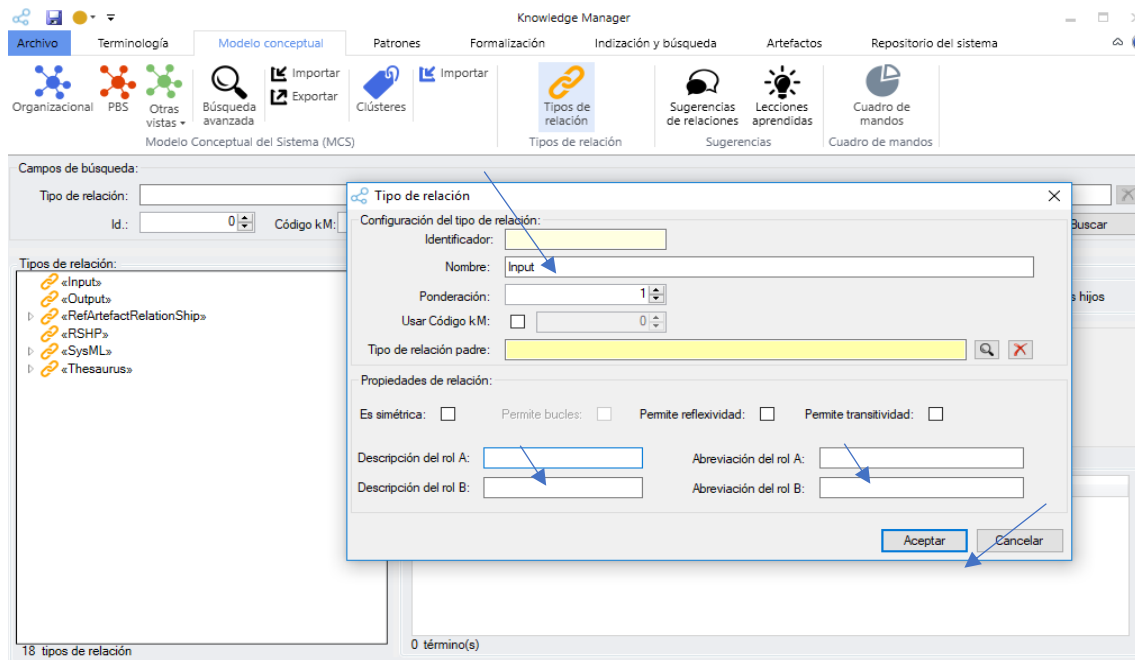 Knowledge Manager
Archivo Terminología Modelo conceptual Patrones Formalización Indización y búsqueda Artefactos Repositorio del sistema
Organizacional PBS Otras vistas Búsqueda avanzada Importar Exportar Clústeres Importar Tipos de relación Sugerencias de relaciones Lecciones aprendidas Cuadro de mandos
Modelo Conceptual del Sistema (MCS) Tipos de relación Sugerencias Cuadro de mandos
Campos de búsqueda:
Tipo de relación:
Id.: 0 Código kM: Buscar
Tipos de relación:
«Input»
«Output»
«RefArtefactRelationShip»
«RSHP»
«SysML»
«Thesaurus»
18 tipos de relación
hijos
0 término(s)
Tipo de relación
Configuración del tipo de relación:
Identificador:
Nombre: Input
Ponderación: 1
Usar Código kM: 0
Tipo de relación padre:
Propiedades de relación:
Es simétrica: Permite bucles: Permite reflexividad: Permite transitividad:
Descripción del rol A: Abreviación del rol A:
Descripción del rol B: Abreviación del rol B:
Aceptar Cancelar